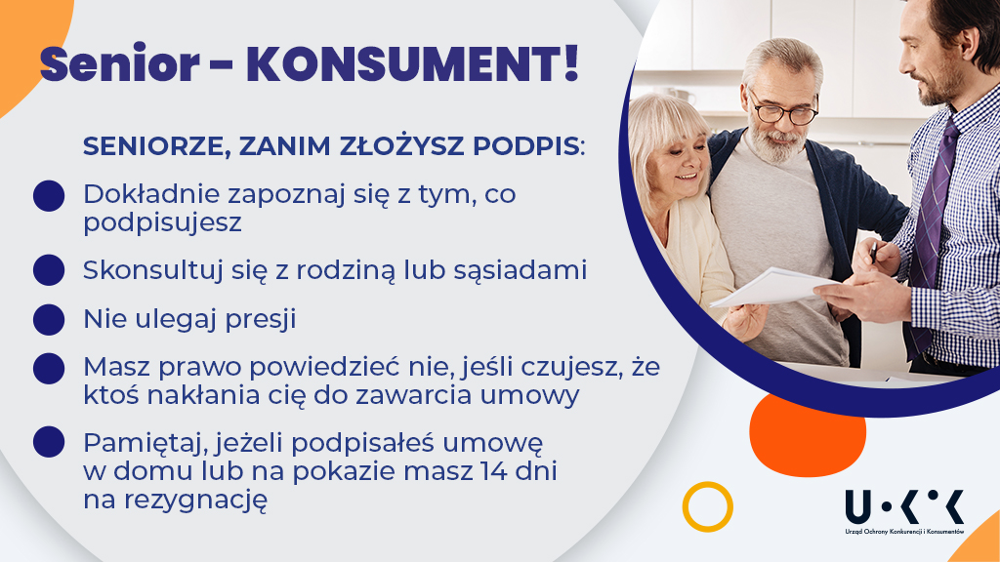 Senior - KONSUMENT!
SENIORZE, ZANIM ZŁOŻYSZ PODPIS:
Dokładnie zapoznaj się z tym, co
podpisujesz
Skonsultuj się z rodziną lub sąsiadami
Nie ulegaj presji
Masz prawo powiedzieć nie, jeśli czujesz, że
ktoś nakłania cię do zawarcia umowy
Pamiętaj, jeżeli podpisałeś umowę
w domu lub na pokazie masz 14 dni
na rezygnację
UOKiK
Urząd Ochrony Konkurencji i Konsumentów